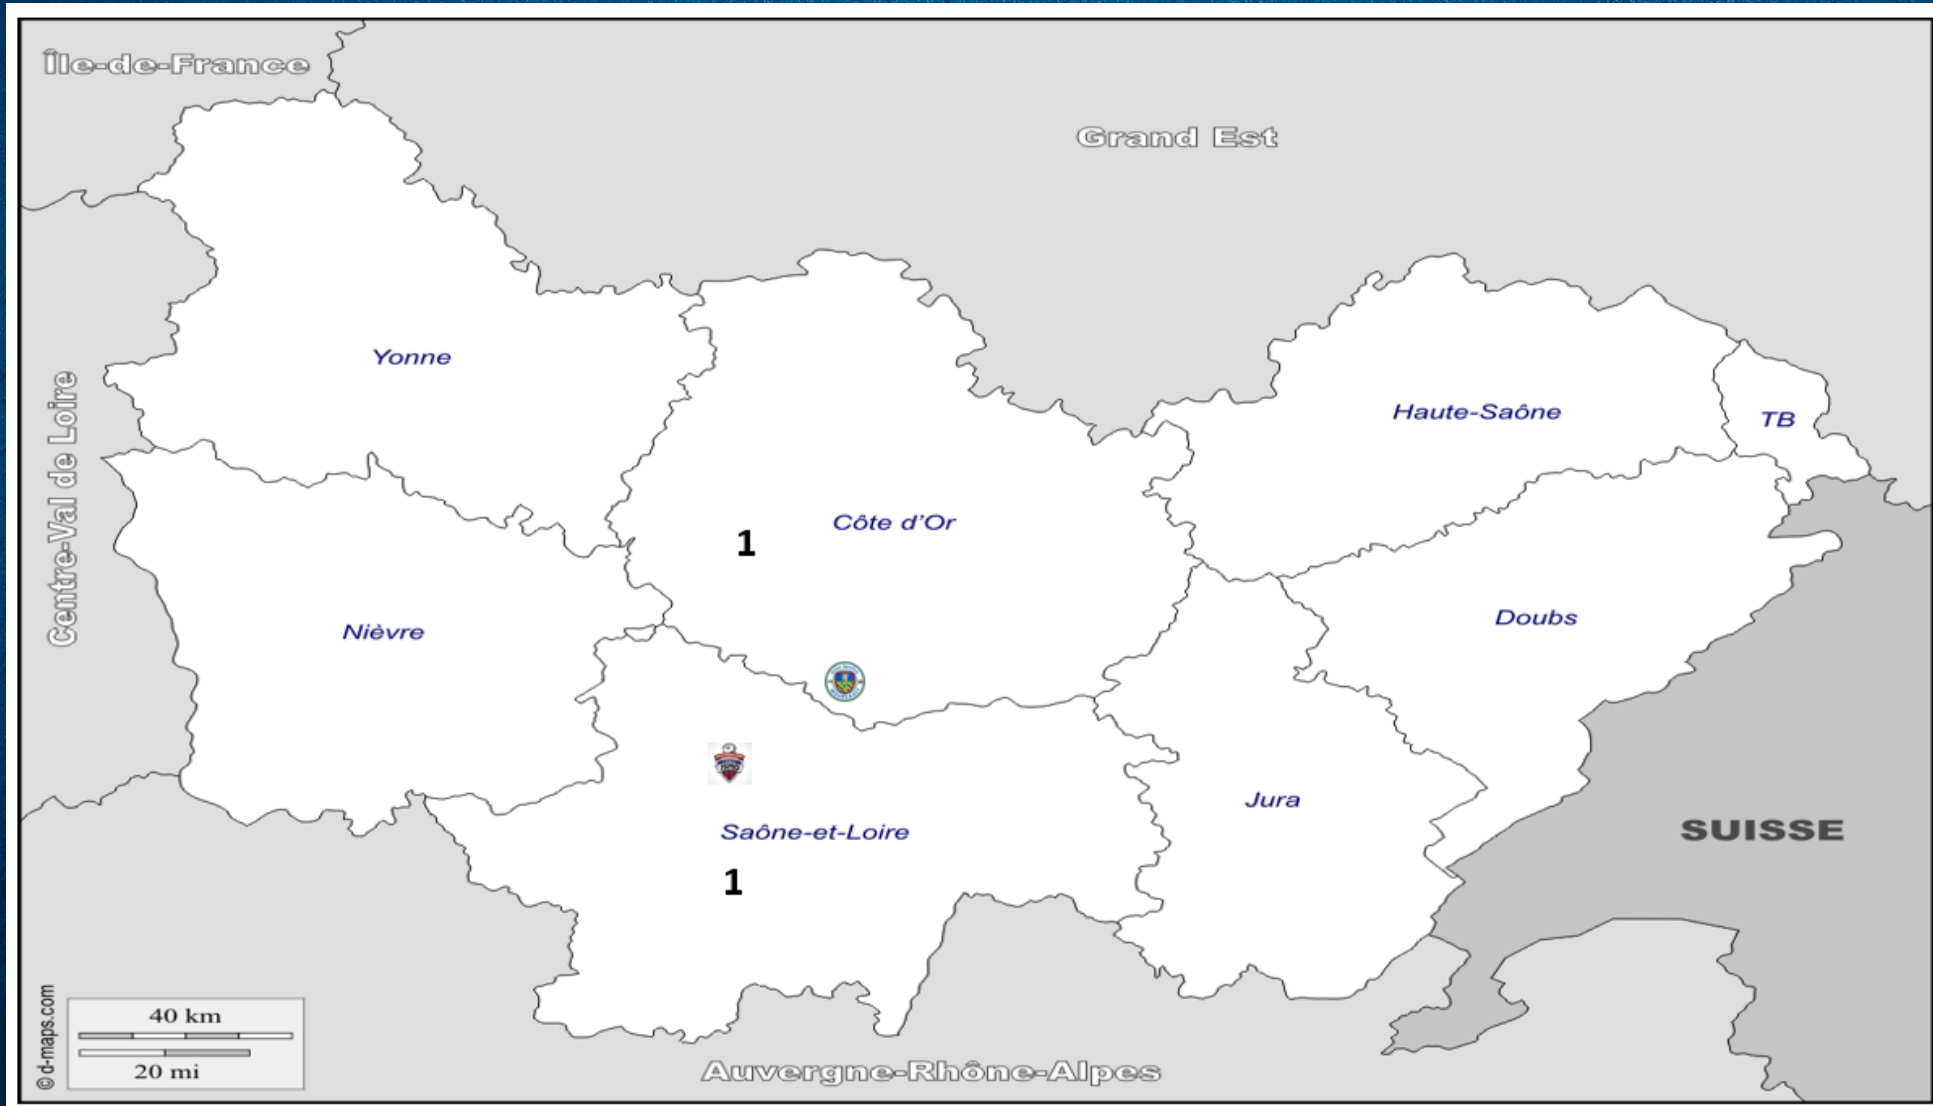 Île-de-France
Grand Est
Yonne
Haute-Saône
TB
Centre-Val de Loire
Côte d'Or
1
Nièvre
Doubs
Jura
Saône-et-Loire
SUISSE
1
© d-maps.com
40 km
20 mi
Auvergne-Rhône-Alpes